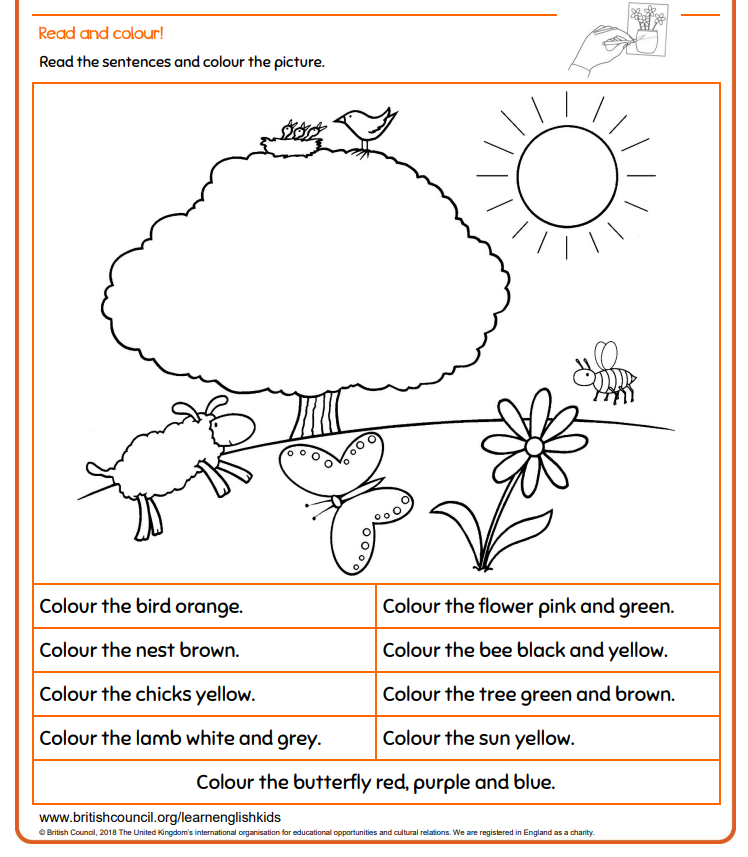 Read and colour!
Read the sentences and colour the picture.
Colour the bird orange.
Colour the flower pink and green.
Colour the nest brown.
Colour the bee black and yellow.
Colour the chicks yellow.
Colour the tree green and brown.
Colour the lamb white and grey.
Colour the sun yellow.
Colour the butterfly red, purple and blue.
www.britishcouncil.org/learnenglishkids
© British Council, 2018 The United Kingdom's international organisation for educational opportunities and cultural relations. We are registered in England as a charity.